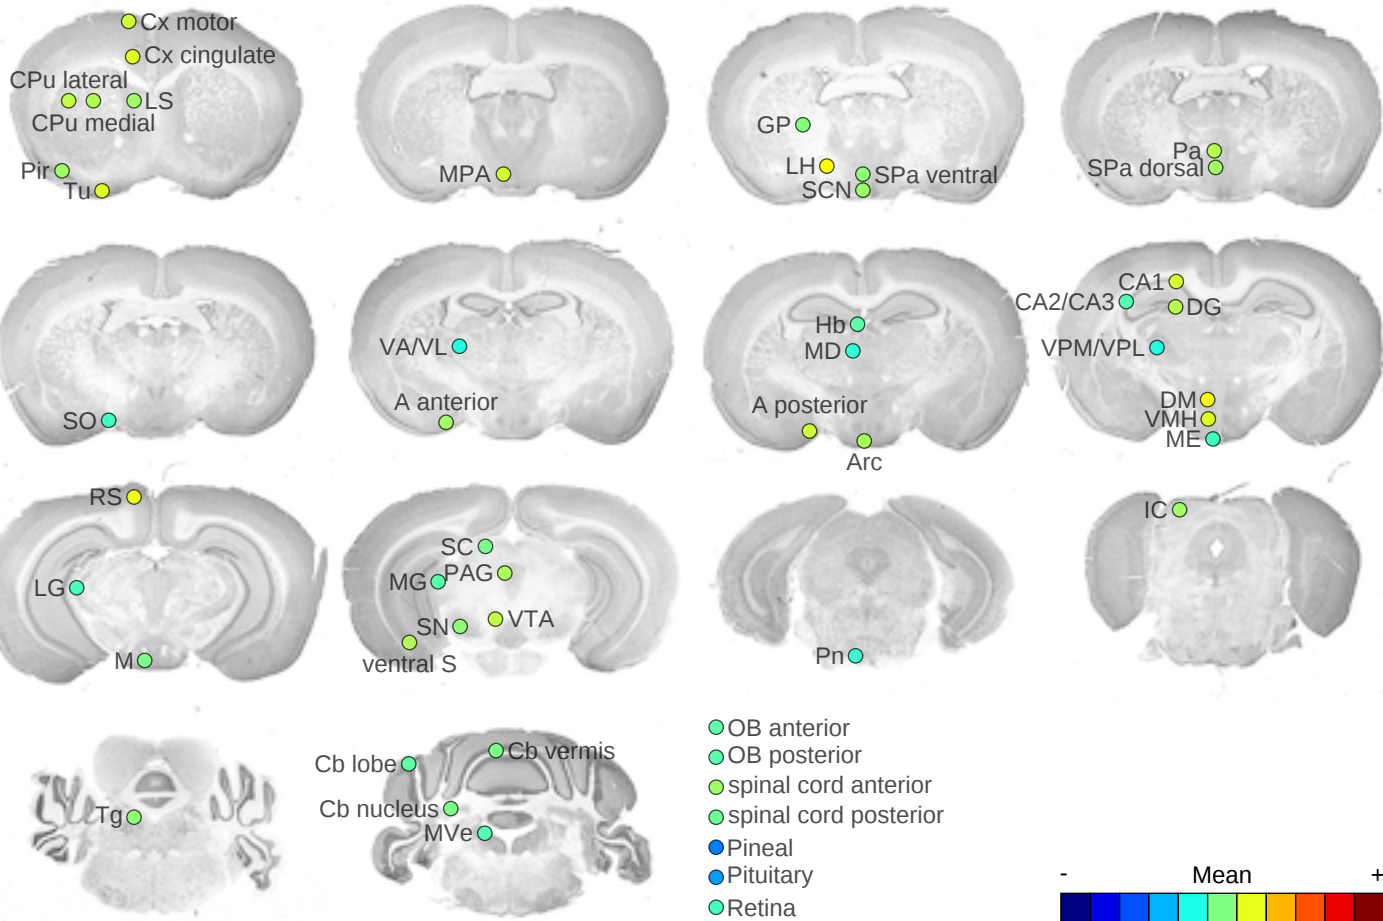 Cx motor
Cx cingulate
CPu lateral
LS
CPu medial
Pir
Tu
MPA
GP
LH
SPa ventral
SCN
Pa
SPa dorsal
SO
VA/VL
A anterior
Hb
MD
A posterior
Arc
CA1
CA2/CA3
DG
VPM/VPL
DM
VMH
ME
RS
LG
M
SC
MG
PAG
SN
VTA
ventral S
Pn
IC
Tg
Cb lobe
Cb vermis
Cb nucleus
MVe
OB anterior
OB posterior
spinal cord anterior
spinal cord posterior
Pineal
Pituitary
Retina
- Mean +